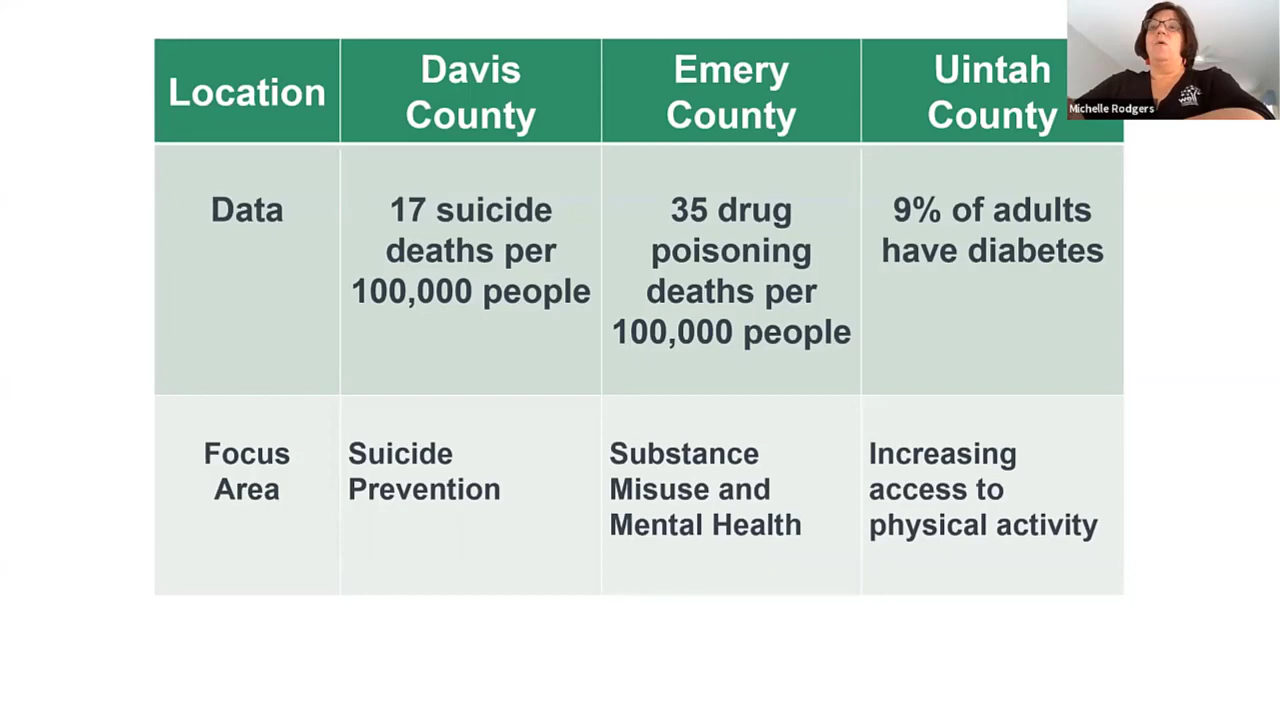 Location
Davis
County
Emery
County
Uintah
County
Michelle Rodgers
well
Data
17 suicide
deaths per
100,000 people
35 drug
poisoning
deaths per
100,000 people
9% of adults
have diabetes
Focus
Area
Suicide
Prevention
Substance
Misuse and
Mental Health
Increasing
access to
physical activity